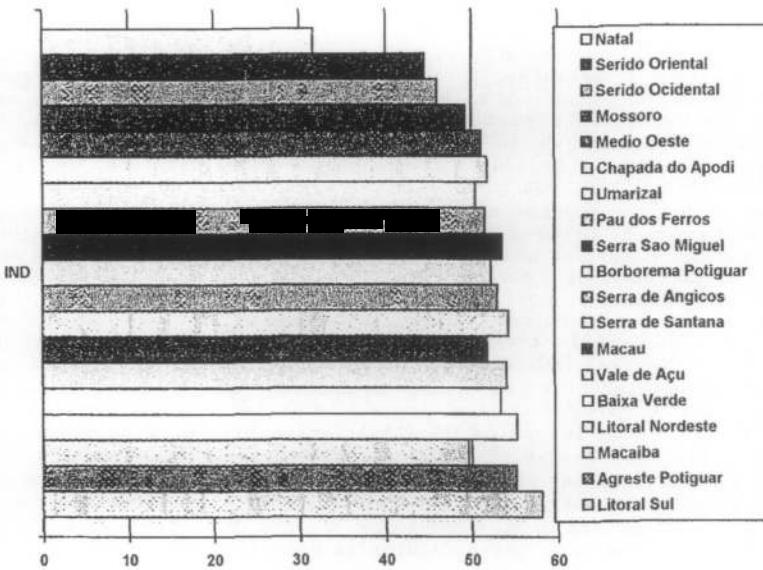 Natal
Serido Oriental
Serido Ocidental
Mossoro
Medio Oeste
Chapada do Apodi
Umarizal
Pau dos Ferros
Serra Sao Miguel
Borborema Potiguar
Serra de Angicos
Serra de Santana
Macau
Vale de Açu
Baixa Verde
Litoral Nordeste
Macaiba
Agreste Potiguar
Litoral Sul
IND
0 10 20 30 40 50 60